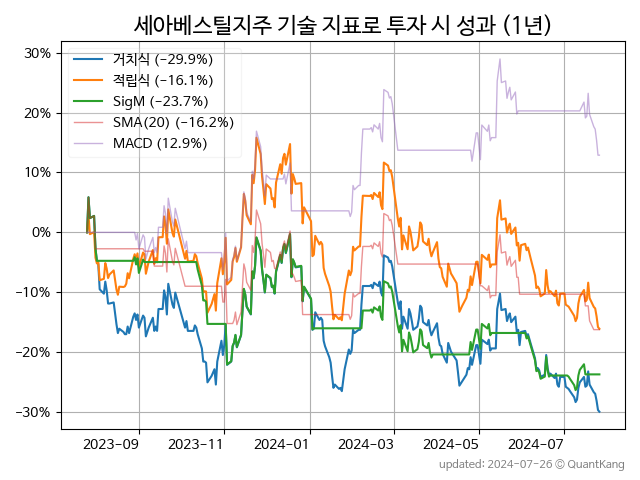 세아베스틸지주 기술 지표로 투자 시 성과 (1년)
거치식 (−29.9%)
적립식 (−16.1%)
SigM (−23.7%)
SMA(20) (−16.2%)
MACD (12.9%)
30%
20%
10%
0%
−10%
−20%
−30%
2023−09 2023−11 2024−01 2024−03 2024−05 2024−07
updated: 2024−07−26 © QuantKang